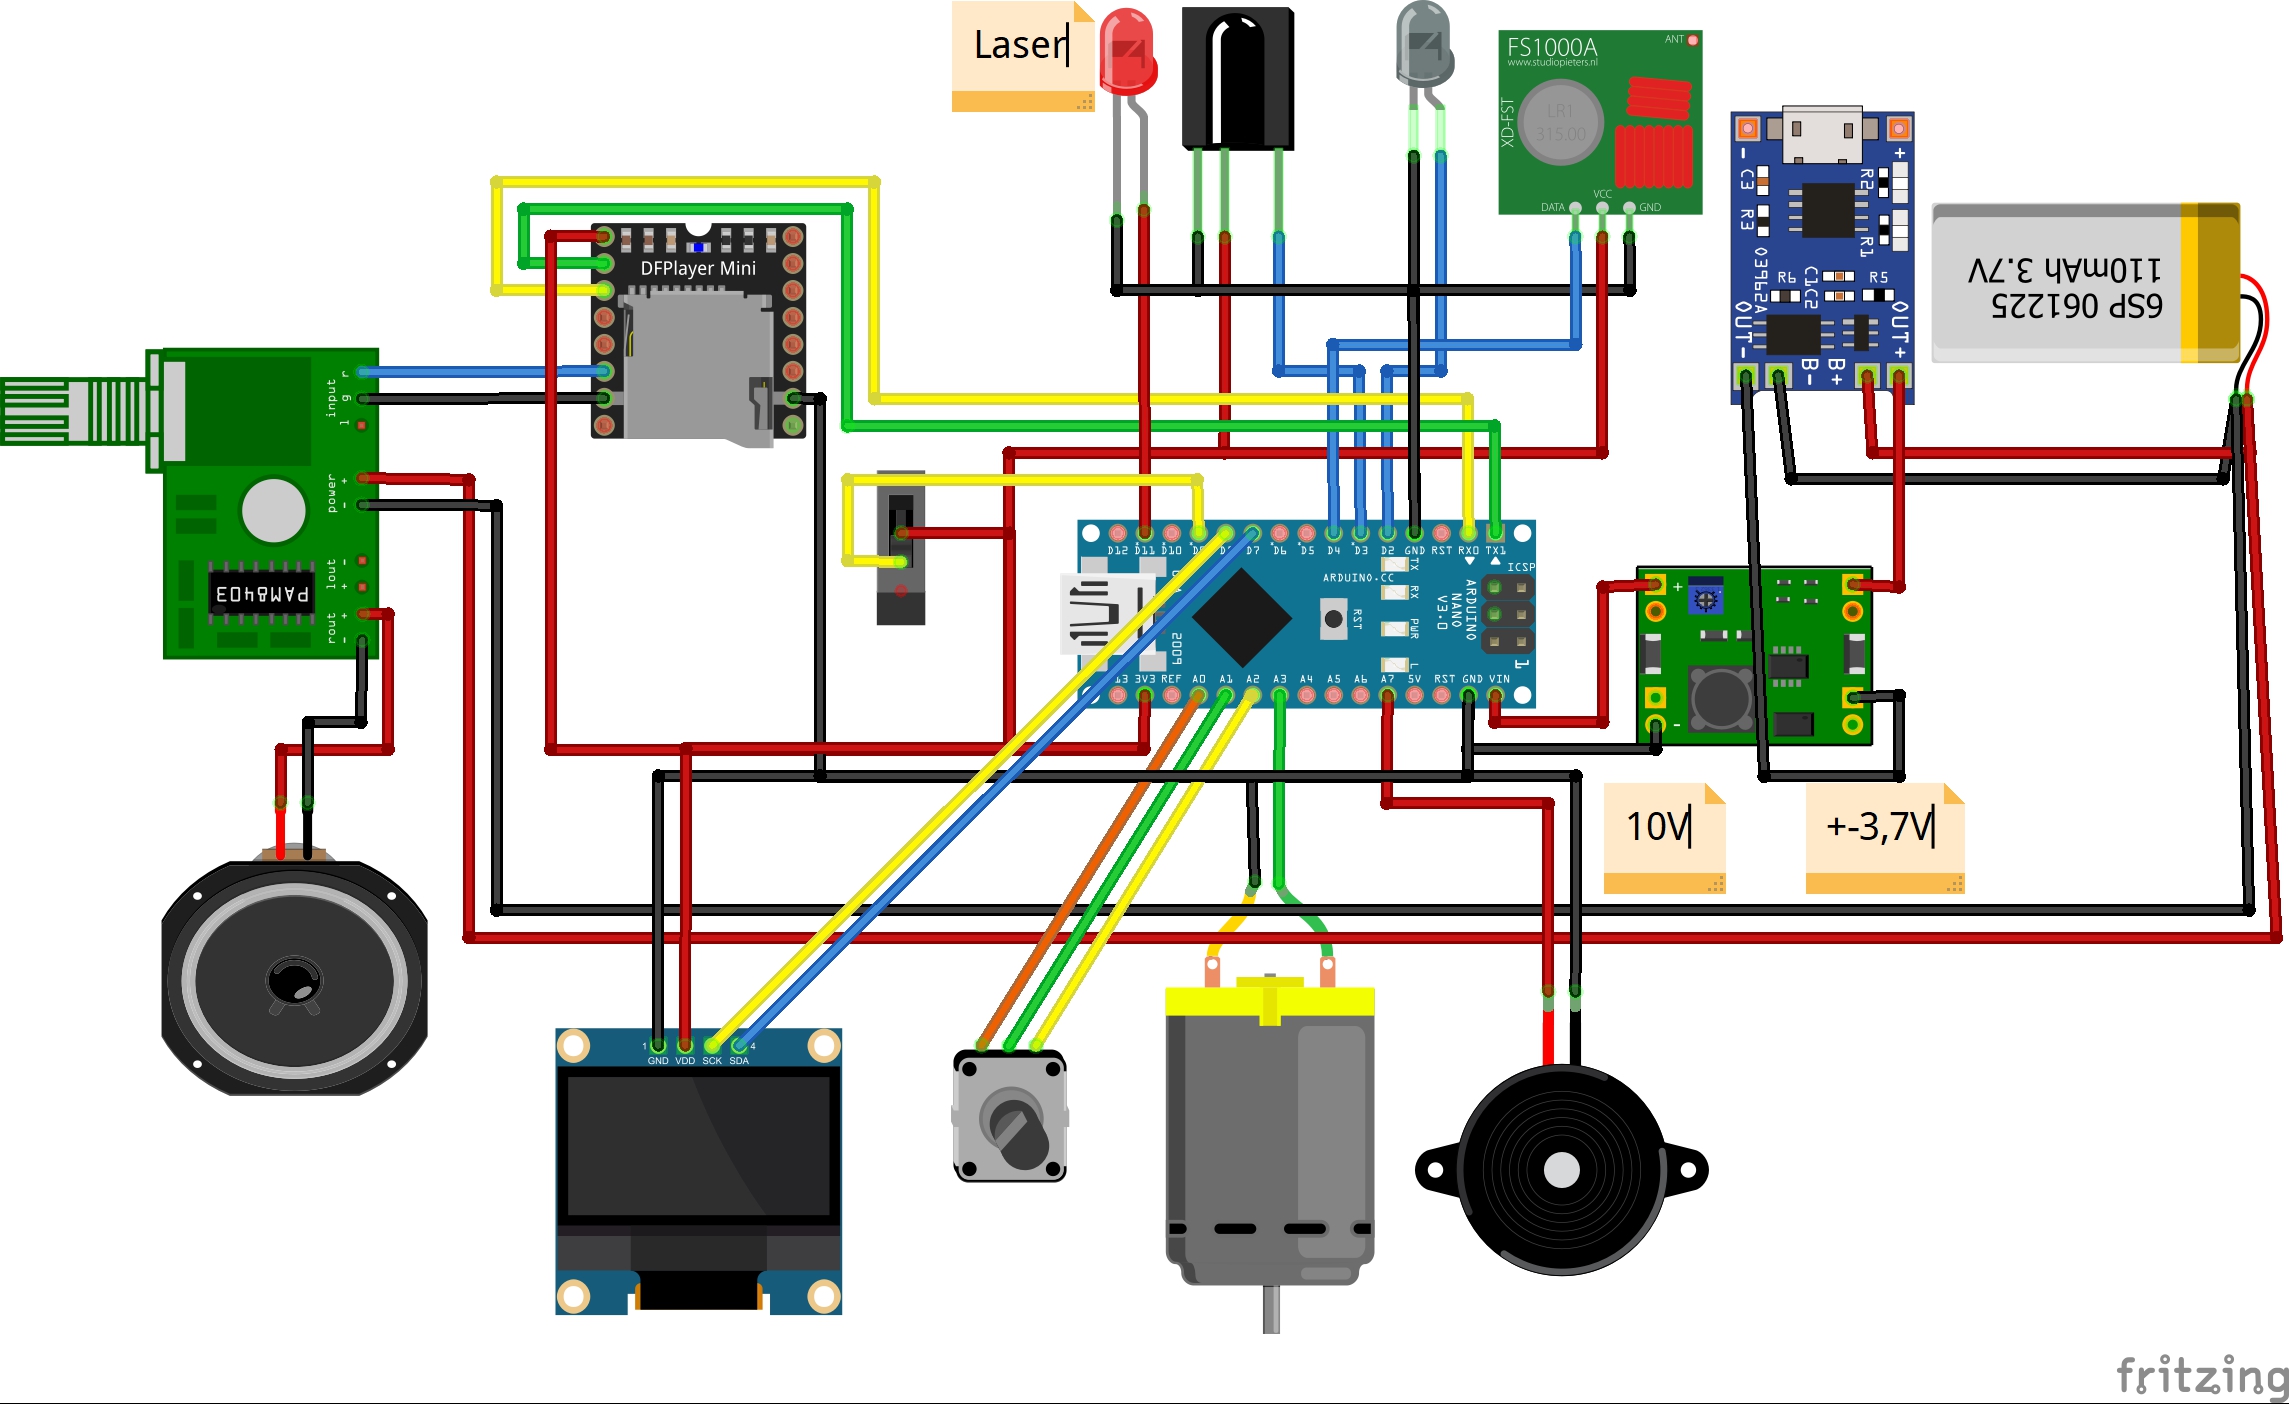 Laser
FS1000A
www.studiopieters.nl
ANT
XD-FST
LR1
315.00
VCC
DATA
GND
-
+
C3
R2
R3
R1
03962A
R6
C1
C2
R5
OUT-
OUT+
B-
B+
6SP 061225
110mAh 3.7V
DFPlayer Mini
input
r
g
l
power
+
-
lout
-
+
rout
+
-
PAM8403
D12 D11 D10 D9 D8 D7 D6 D5 D4 D3 D2 GND RST RX0 TX1
ARDUINO.CC
TX
RX
PWR
L
RST
ARDUINO
NANO
V3.0
ICSP
1
3V3 REF A0 A1 A2 A3 A4 A5 A6 A7 5V RST GND VIN
+
-
10V
+-3,7V
1
4
GND VDD SCK SDA
fritzing